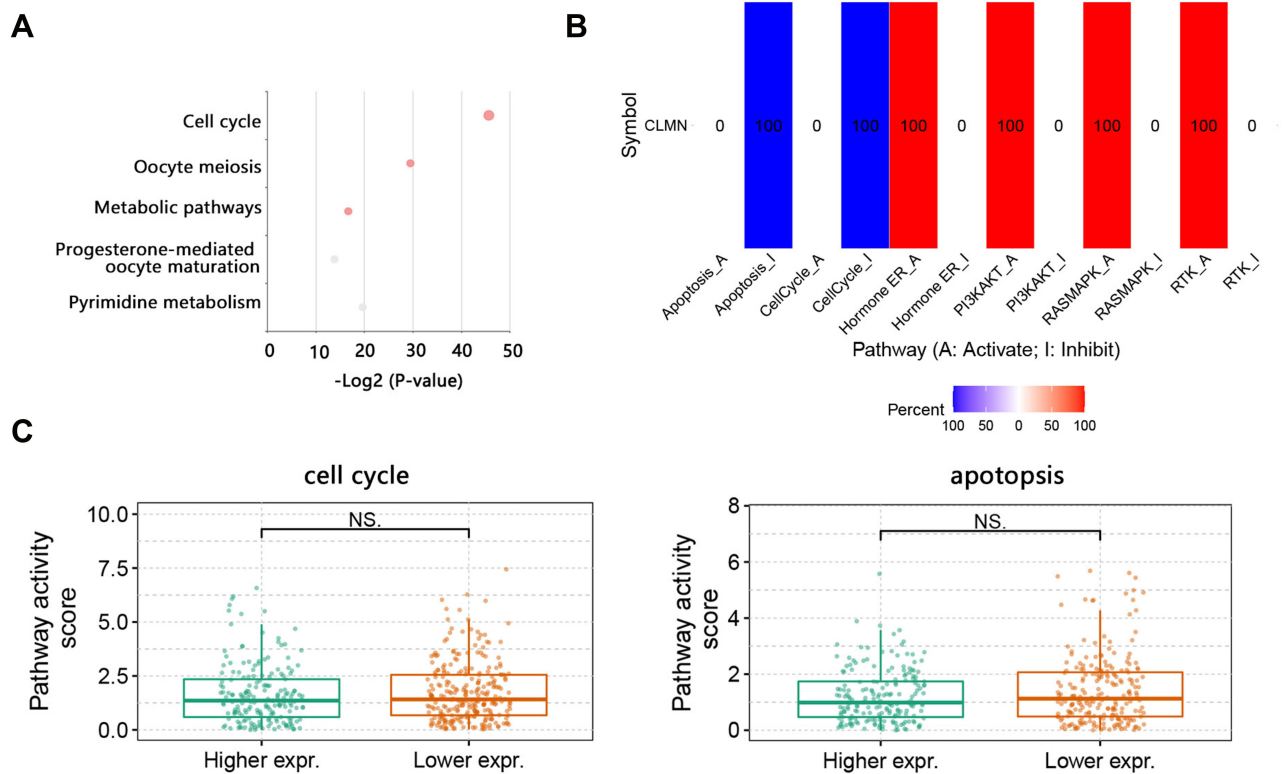 A
Cell cycle
Oocyte meiosis
Metabolic pathways
Progesterone-mediated
oocyte maturation
Pyrimidine metabolism
0 10 20 30 40 50
-Log2 (P-value)
B
Symbol
CLMN
0 100 0 100 100 0 100 0 100 0 100 0
Apoptosis_A
Apoptosis_I
CellCycle_A
CellCycle_I
Hormone ER_A
Hormone ER_I
PI3KAKT_A
PI3KAKT_I
RASMAPK_A
RASMAPK_I
RTK_A
RTK_I
Pathway (A: Activate; I: Inhibit)
Percent
100 50 0 50 100
C
cell cycle
Pathway activity
score
10.0
7.5
5.0
2.5
0.0
NS.
Higher expr.
Lower expr.
apotopsis
Pathway activity
score
8
6
4
2
0
NS.
Higher expr.
Lower expr.